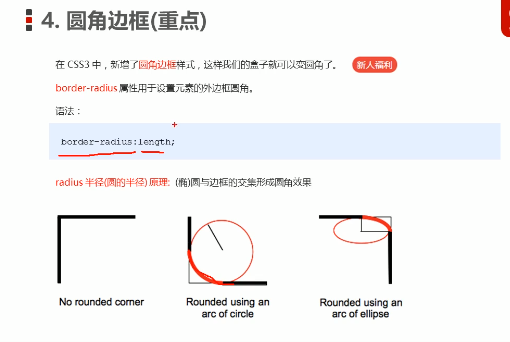 4. 圆角边框(重点)
在 CSS3 中，新增了圆角边框样式，这样我们的盒子就可以变圆角了。 新人福利
border-radius 属性用于设置元素的外边框圆角。
语法：
border-radius:length;
radius 半径(圆的半径) 原理: (椭)圆与边框的交集形成圆角效果
No rounded corner
Rounded using an
arc of circle
Rounded using an
arc of ellipse